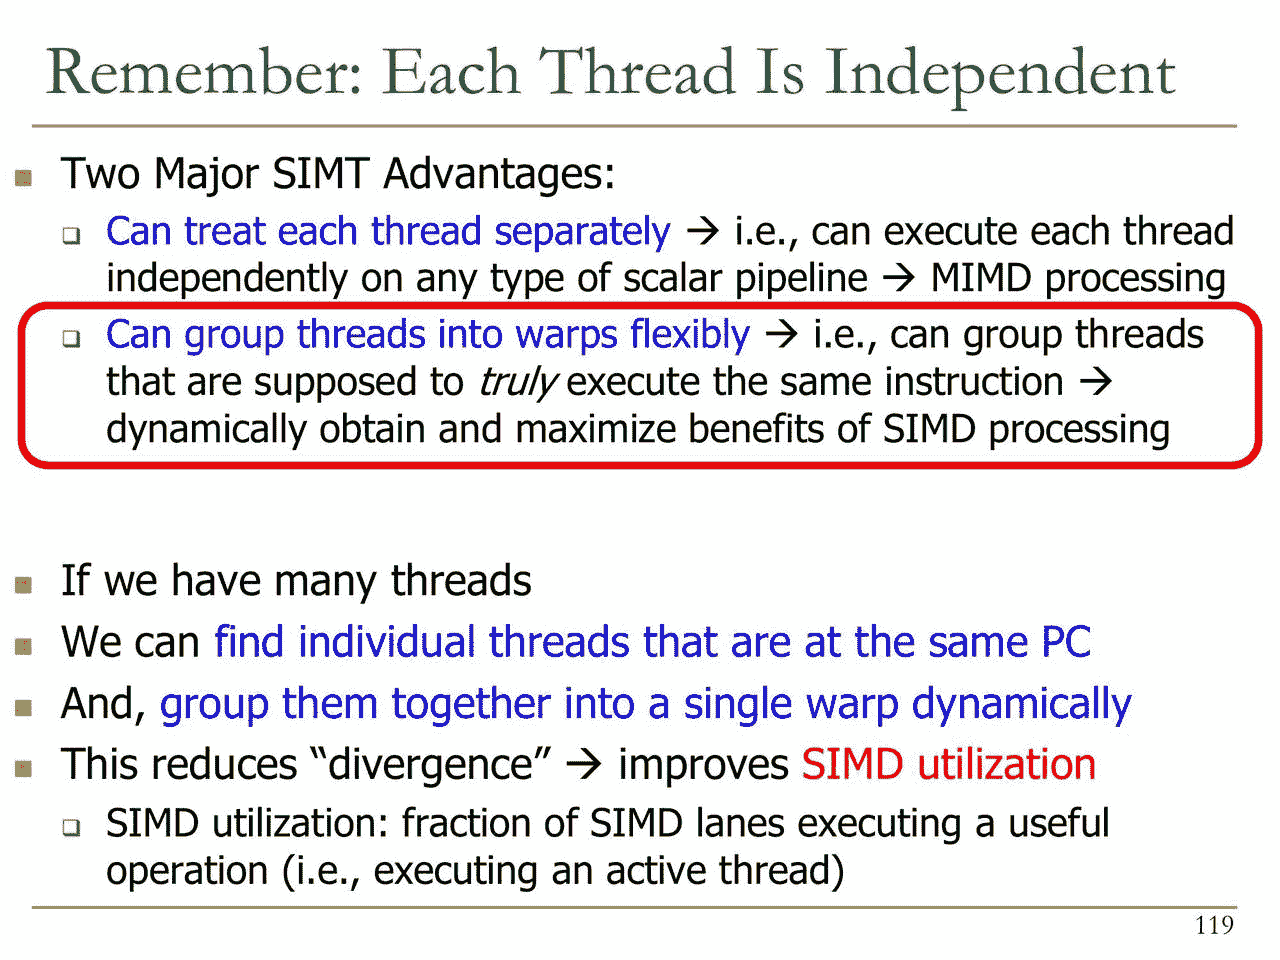 Remember: Each Thread Is Independent
Two Major SIMT Advantages:
Can treat each thread separately → i.e., can execute each thread
independently on any type of scalar pipeline → MIMD processing
Can group threads into warps flexibly → i.e., can group threads
that are supposed to truly execute the same instruction →
dynamically obtain and maximize benefits of SIMD processing
If we have many threads
We can find individual threads that are at the same PC
And, group them together into a single warp dynamically
This reduces “divergence” → improves SIMD utilization
SIMD utilization: fraction of SIMD lanes executing a useful
operation (i.e., executing an active thread)
119